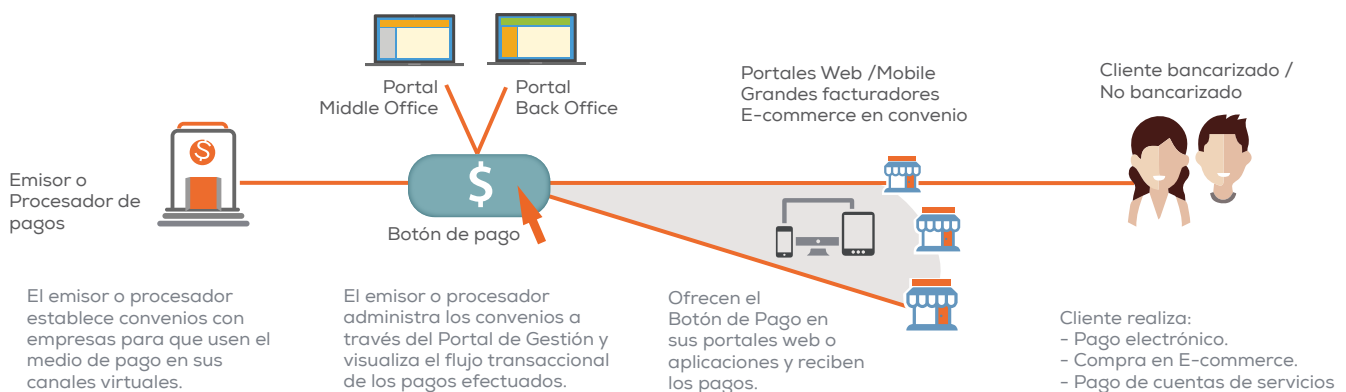 Portal
Middle Office
Portal
Back Office
Portales Web /Mobile
Grandes facturadores
E-commerce en convenio
Cliente bancarizado /
No bancarizado
Emisor o
Procesador de
pagos
$
$
Botón de pago
El emisor o procesador
establece convenios con
empresas para que usen el
medio de pago en sus
canales virtuales.
El emisor o procesador
administra los convenios a
través del Portal de Gestión y
visualiza el flujo transaccional
de los pagos efectuados.
Ofrecen el
Botón de Pago en
sus portales web o
aplicaciones y reciben
los pagos.
Cliente realiza:
- Pago electrónico.
- Compra en E-commerce.
- Pago de cuentas de servicios